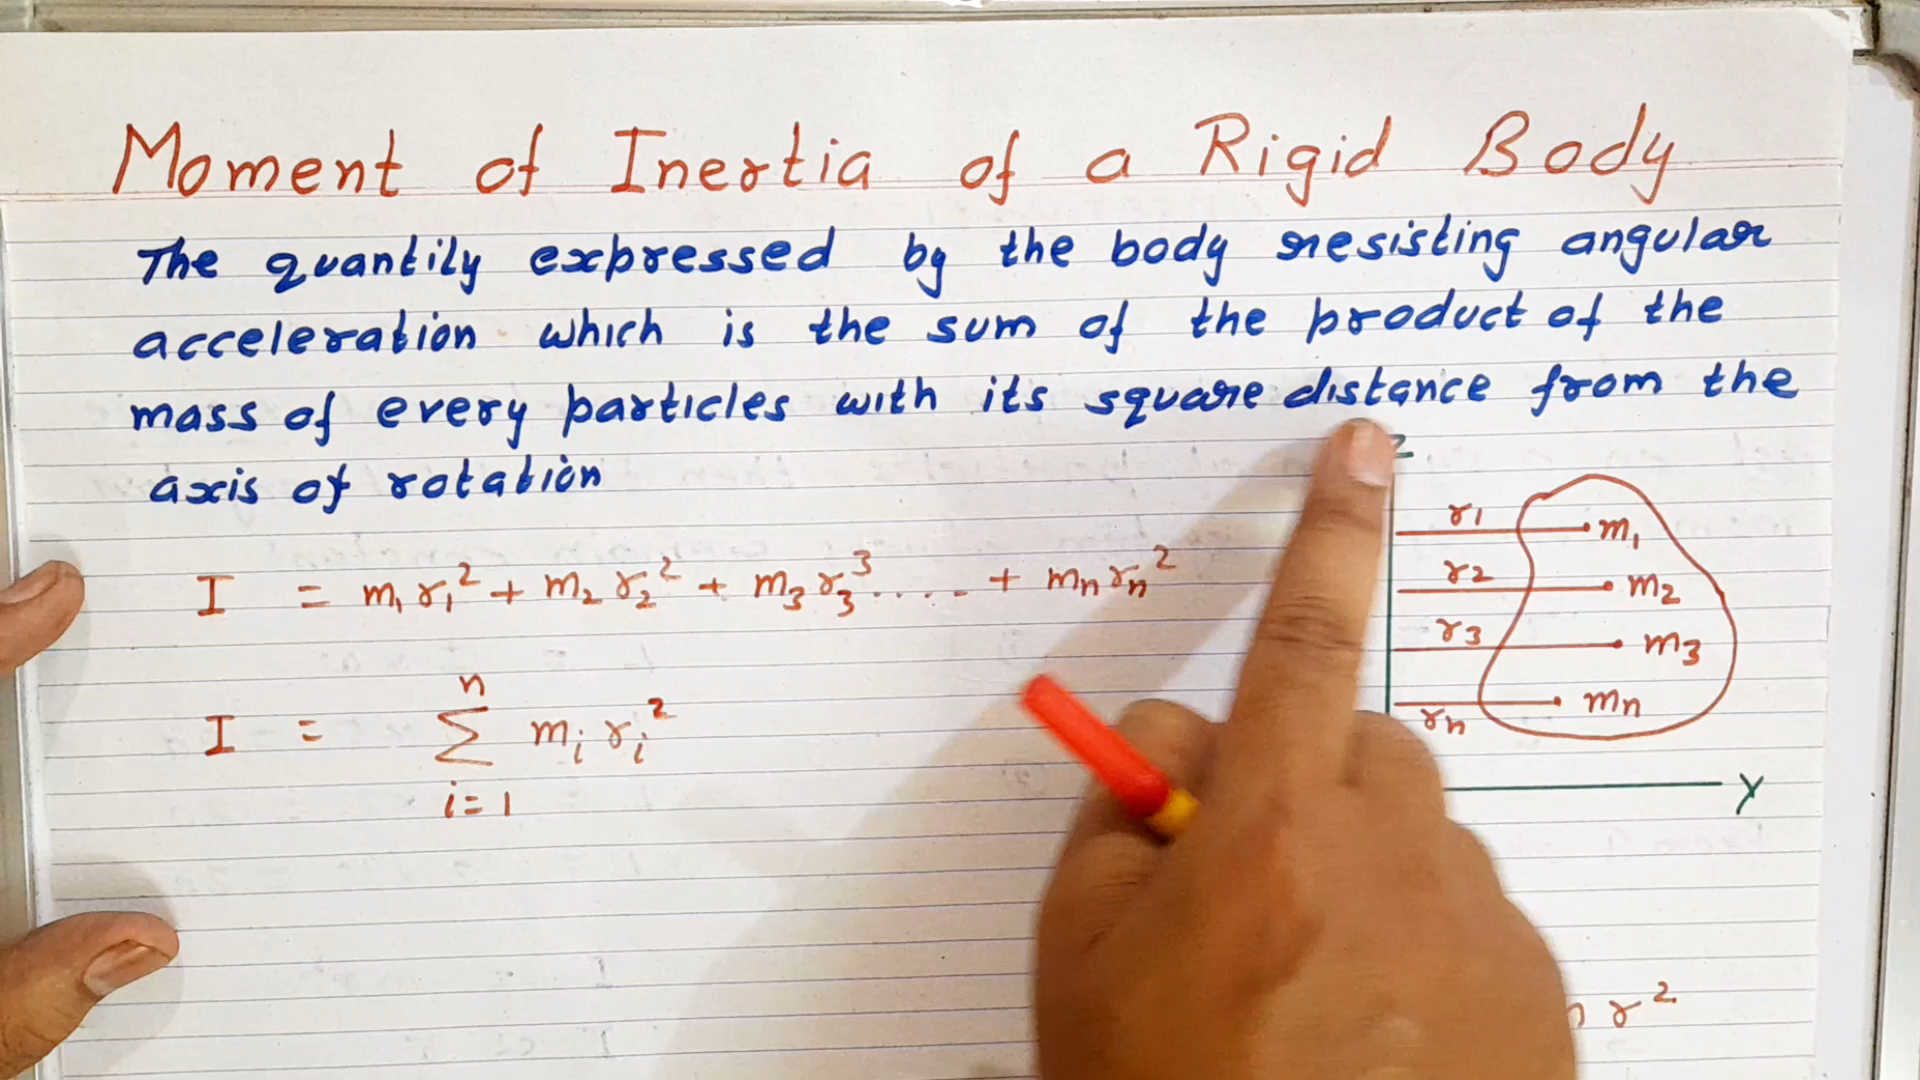 Moment of Inertia of a Rigid Body
The quantily expressed by the body resisting angular
acceleration which is the sum of the product of the
mass of every particles with its square distance from the
axis of rotation
z
I = m₁r₁² + m₂r₂² + m₃r₃³ ..... + mₙrₙ²
r1 m₁
r2 m₂
r3 m₃
rn mn
I = n∑i=1 mᵢ rᵢ²
y
r²